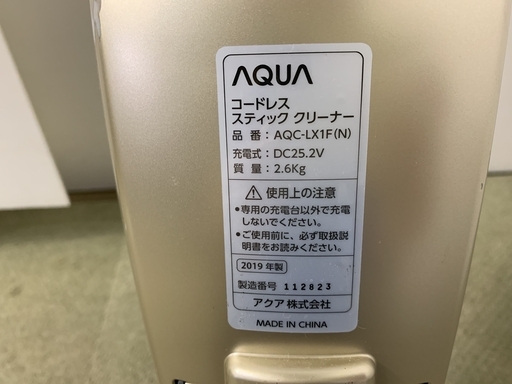 AQUA
コードレス
スティック クリーナー
品 番：AQC-LX1F(N)
充電式：DC25.2V
質 量：2.6Kg
⚠ 使用上の注意
●専用の充電台以外で充電
しないでください。
●ご使用前に、必ず取扱説
明書をお読みください。
2019 年製
製造番号 112823
アクア 株式会社
MADE IN CHINA